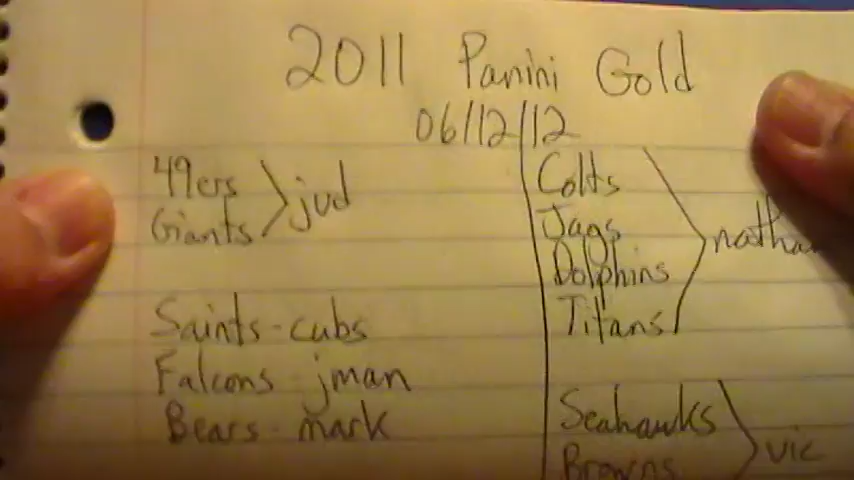 2011 Panini Gold
06/12/12
49ers
Giants
jud
Saints - cubs
Falcons - jman
Bears - mark
Colts
Jags
Dolphins
Titans
Seahawks
Browns
vic